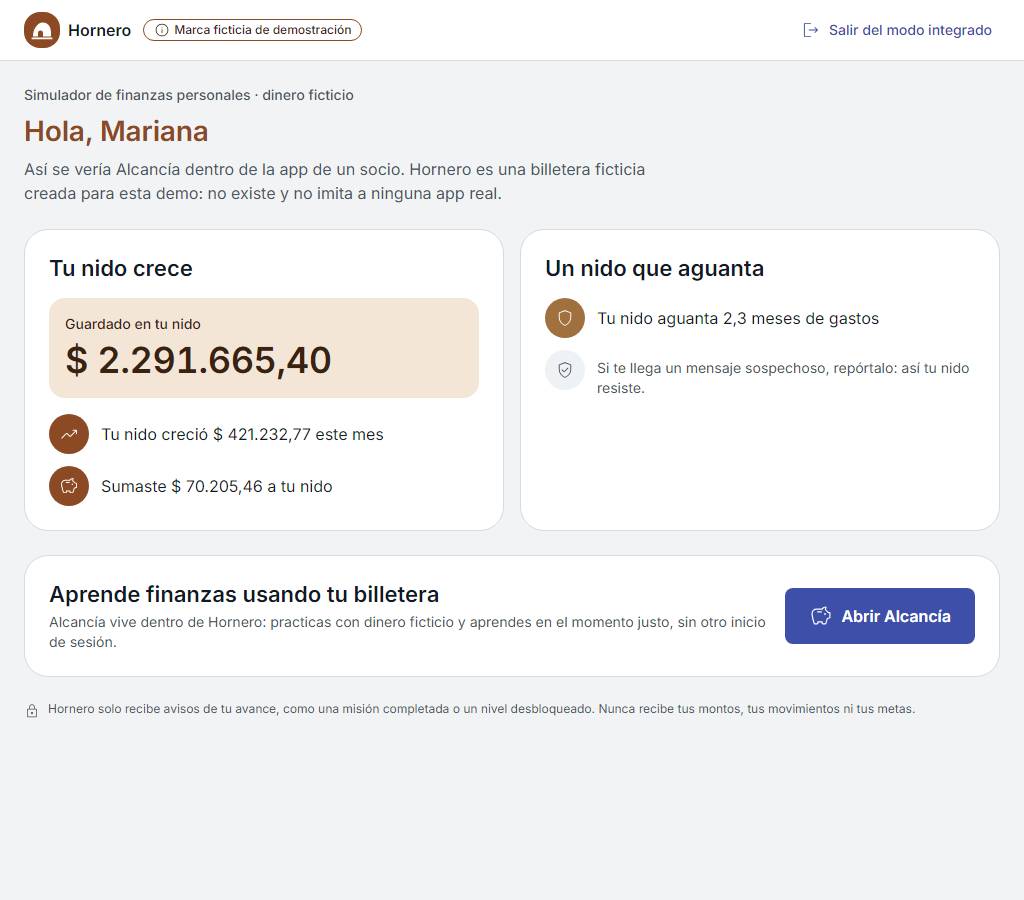 Hornero
Marca ficticia de demostración
Salir del modo integrado
Simulador de finanzas personales · dinero ficticio
Hola, Mariana
Así se vería Alcancía dentro de la app de un socio. Hornero es una billetera ficticia
creada para esta demo: no existe y no imita a ninguna app real.
Tu nido crece
Guardado en tu nido
$ 2.291.665,40
Tu nido creció $ 421.232,77 este mes
Sumaste $ 70.205,46 a tu nido
Un nido que aguanta
Tu nido aguanta 2,3 meses de gastos
Si te llega un mensaje sospechoso, repórtalo: así tu nido
resiste.
Aprende finanzas usando tu billetera
Alcancía vive dentro de Hornero: practicas con dinero ficticio y aprendes en el momento justo, sin otro inicio
de sesión.
Abrir Alcancía
Hornero solo recibe avisos de tu avance, como una misión completada o un nivel desbloqueado. Nunca recibe tus montos, tus movimientos ni tus metas.